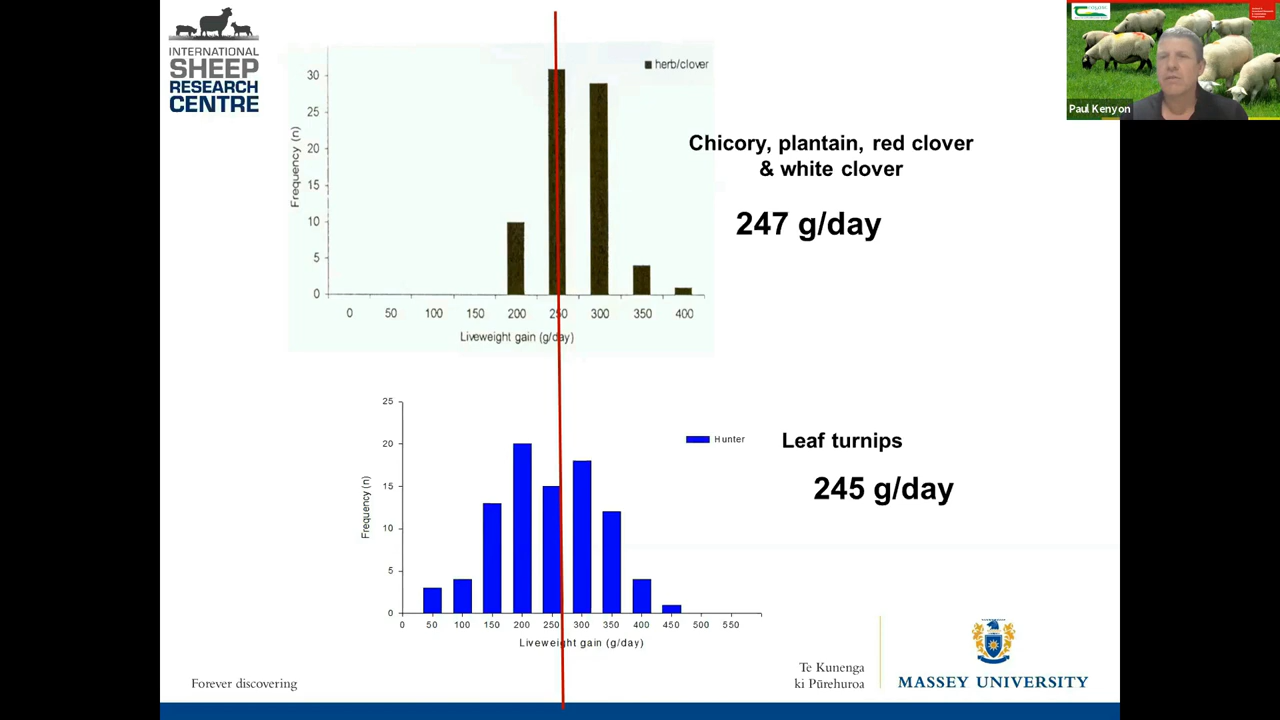 INTERNATIONAL
SHEEP
RESEARCH
CENTRE
herb/clover
Frequency (n)
30
25
20
15
10
5
0
0 50 100 150 200 250 300 350 400
Liveweight gain (g/day)
Chicory, plantain, red clover
& white clover
247 g/day
Paul Kenyon
Hunter
Frequency (n)
25
20
15
10
5
0
0 50 100 150 200 250 300 350 400 450 500 550
Liveweight gain (g/day)
Leaf turnips
245 g/day
Forever discovering
Te Kunenga
ki Pūrehuroa
MASSEY UNIVERSITY